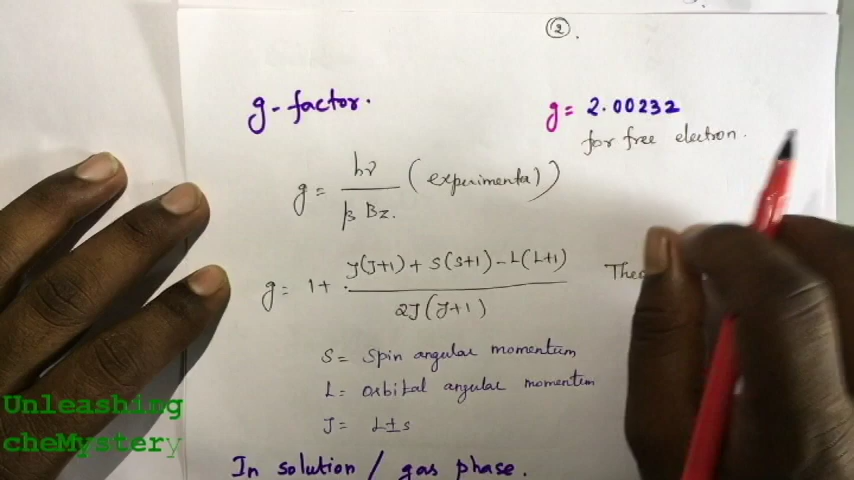 ②.
g-factor.
g = 2.00232
for free electron.
g = hν / β Bz. (experimental)
g = 1 + J(J+1) + S(S+1) - L(L+1) / 2J(J+1)
S = Spin angular momentum
L = orbital angular momentum
J = L±s
In solution / gas phase.
Unleashing
cheMystery